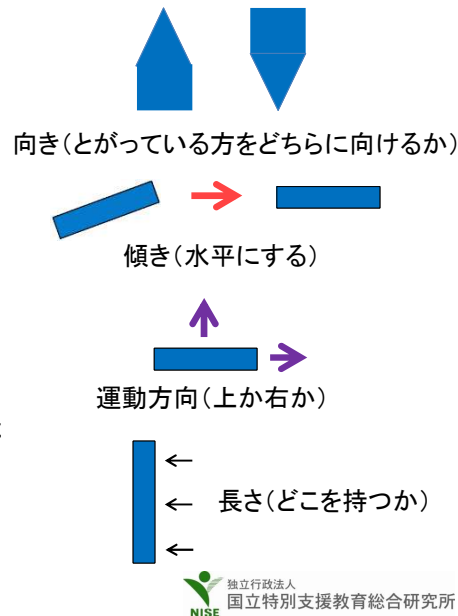 向き(とがっている方をどちらに向けるか)
傾き(水平にする)
運動方向(上か右か)
長さ(どこを持つか)
独立行政法人
国立特別支援教育総合研究所
NISE